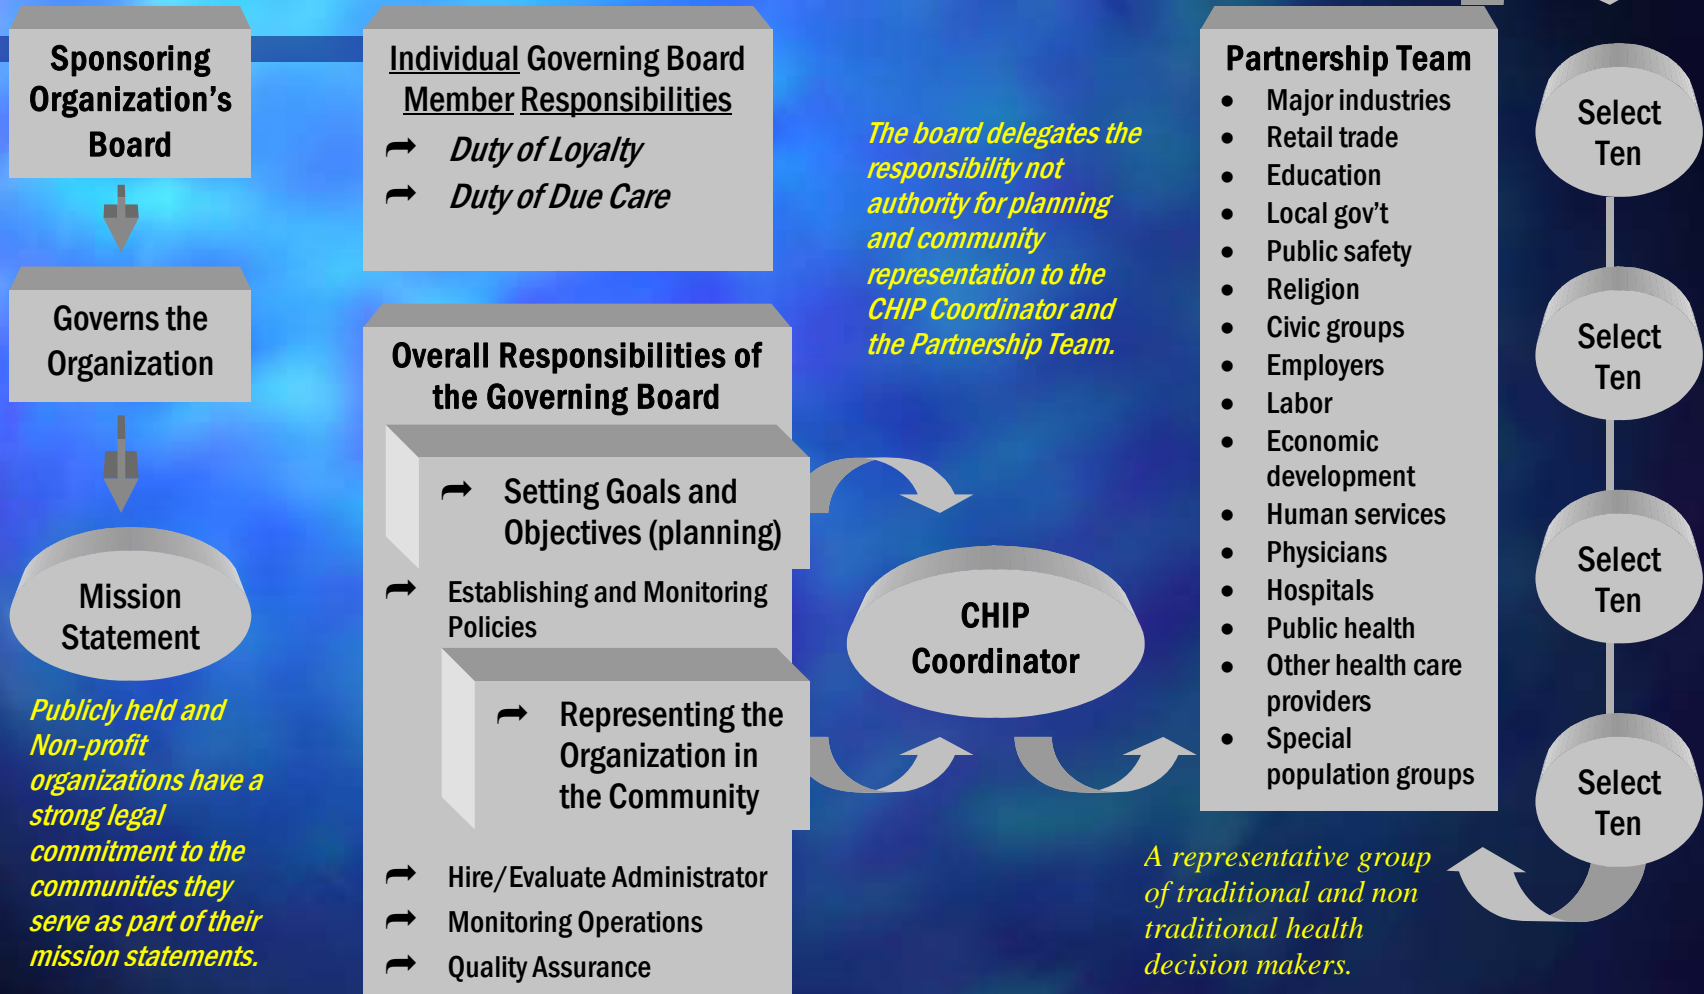 Sponsoring
Organization's
Board
Governs the
Organization
Mission
Statement
Publicly held and
Non-profit
organizations have a
strong legal
commitment to the
communities they
serve as part of their
mission statements.
Individual Governing Board
Member Responsibilities
Duty of Loyalty
Duty of Due Care
Overall Responsibilities of
the Governing Board
Setting Goals and
Objectives (planning)
Establishing and Monitoring
Policies
Representing the
Organization in
the Community
Hire/Evaluate Administrator
Monitoring Operations
Quality Assurance
The board delegates the
responsibility not
authority for planning
and community
representation to the
CHIP Coordinator and
the Partnership Team.
CHIP
Coordinator
Partnership Team
• Major industries
• Retail trade
• Education
• Local gov't
• Public safety
• Religion
• Civic groups
• Employers
• Labor
• Economic
development
• Human services
• Physicians
• Hospitals
• Public health
• Other health care
providers
• Special
population groups
A representative group
of traditional and non
traditional health
decision makers.
Select
Ten
Select
Ten
Select
Ten
Select
Ten